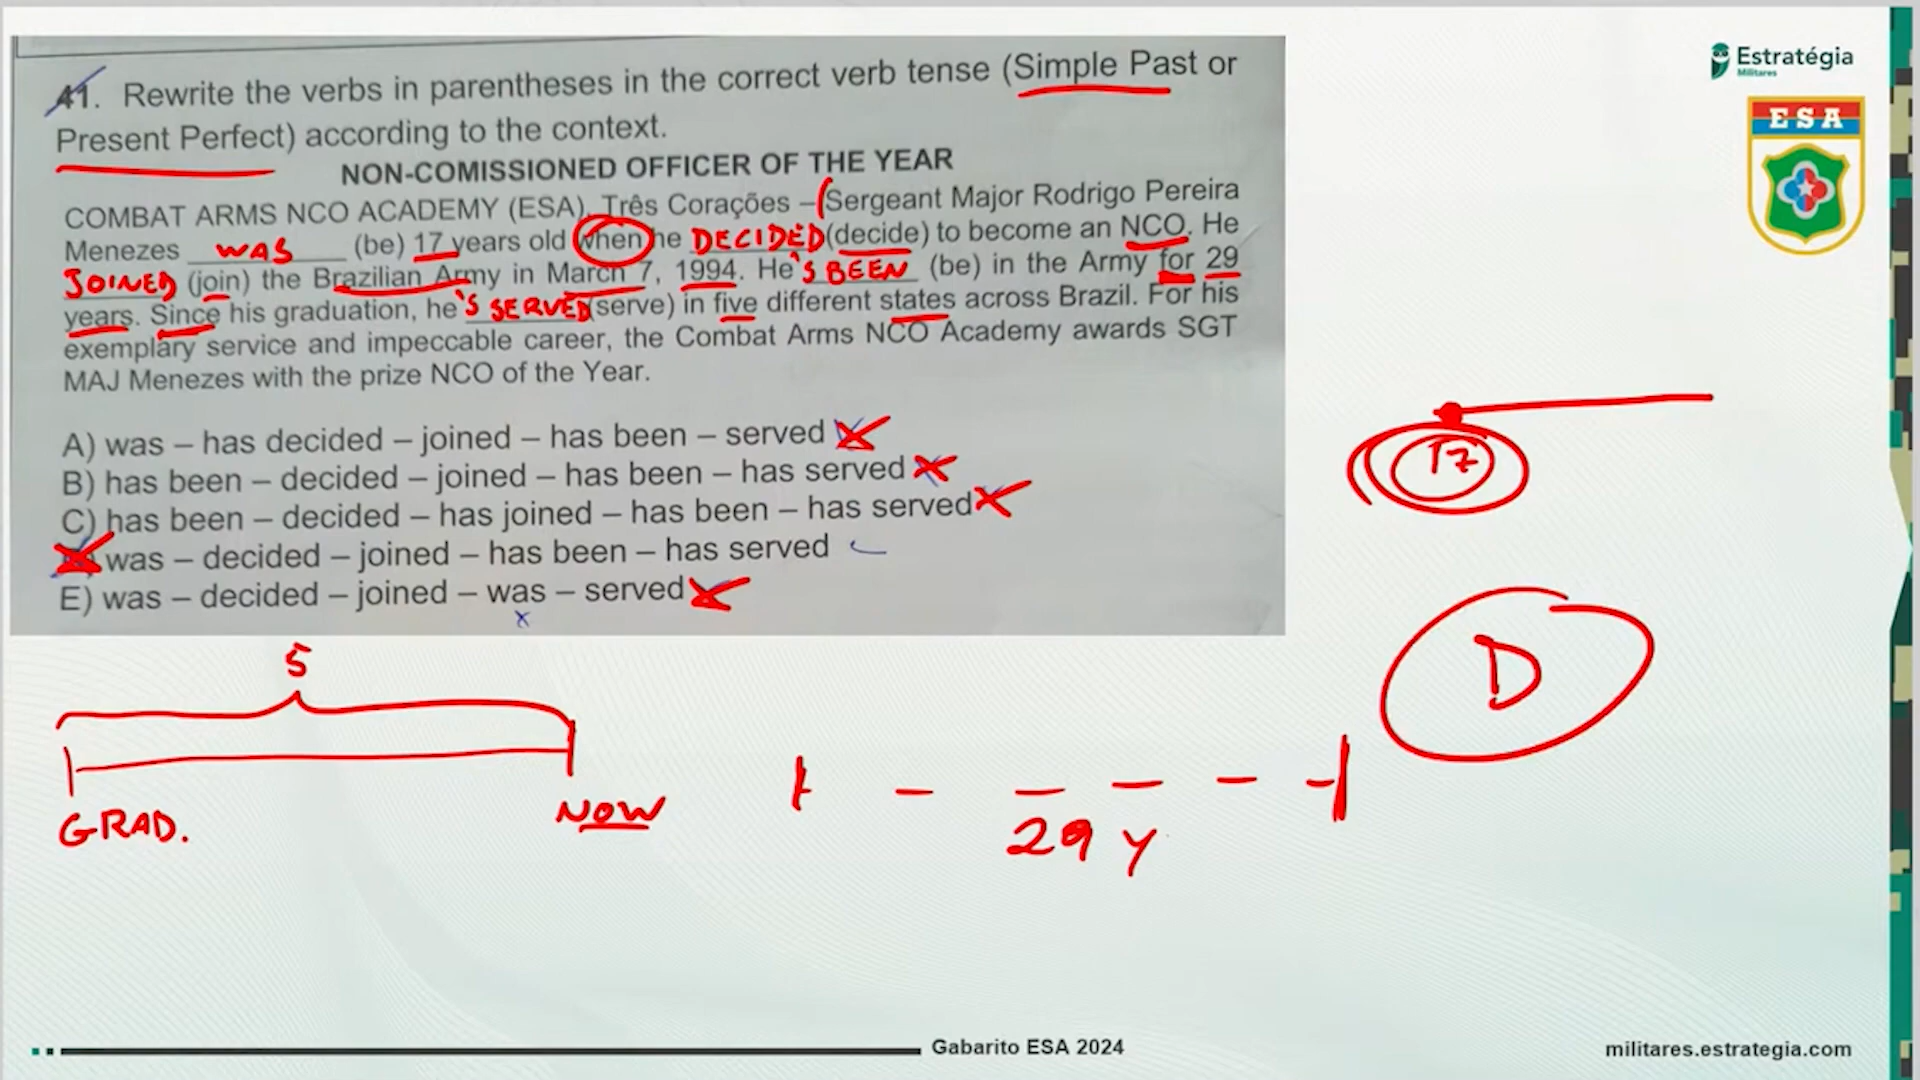 41. Rewrite the verbs in parentheses in the correct verb tense (Simple Past or
Present Perfect) according to the context.
NON-COMISSIONED OFFICER OF THE YEAR
COMBAT ARMS NCO ACADEMY (ESA), Três Corações – (Sergeant Major Rodrigo Pereira
Menezes WAS (be) 17 years old when he DECIDED (decide) to become an NCO. He
JOINED (join) the Brazilian Army in March 7, 1994. He 'S BEEN (be) in the Army for 29
years. Since his graduation, he 'S SERVED (serve) in five different states across Brazil. For his
exemplary service and impeccable career, the Combat Arms NCO Academy awards SGT
MAJ Menezes with the prize NCO of the Year.
A) was – has decided – joined – has been – served
B) has been – decided – joined – has been – has served
C) has been – decided – has joined – has been – has served
was – decided – joined – has been – has served
E) was – decided – joined – was – served
Estratégia
Militares
ESA
17
D
5
GRAD.
NOW
29 Y
Gabarito ESA 2024
militares.estrategia.com